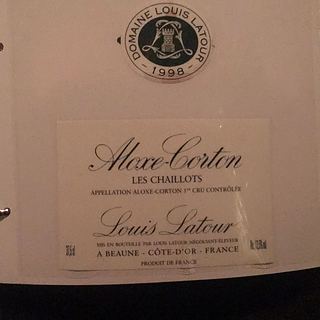 DOMAINE LOUIS LATOUR
1998
Aloxe-Corton
LES CHAILLOTS
APPELLATION ALOXE-CORTON 1ER CRU CONTRÔLÉE
Louis Latour
MIS EN BOUTEILLE PAR LOUIS LATOUR NÉGOCIANT-ÉLEVEUR
A BEAUNE - CÔTE-D'OR - FRANCE
PRODUIT DE FRANCE